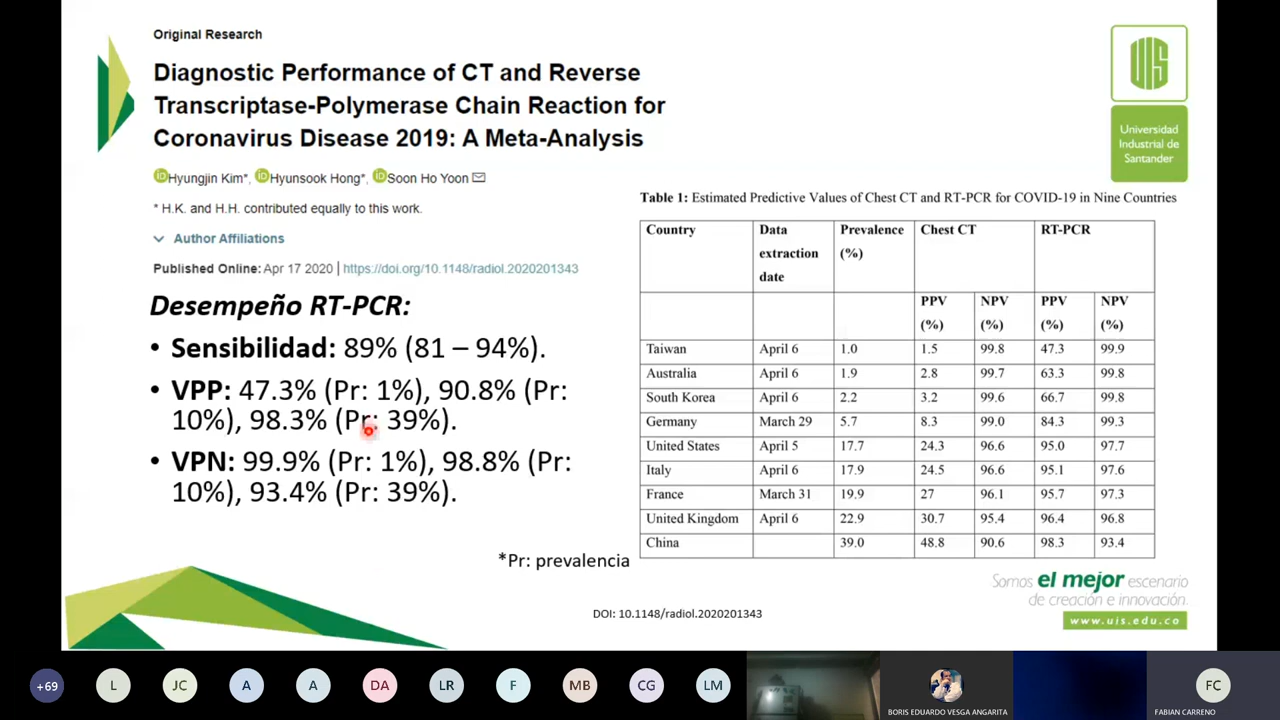 Original Research
Diagnostic Performance of CT and Reverse
Transcriptase-Polymerase Chain Reaction for
Coronavirus Disease 2019: A Meta-Analysis
Hyungjin Kim*, Hyunsook Hong*, Soon Ho Yoon
* H.K. and H.H. contributed equally to this work.
Author Affiliations
Published Online: Apr 17 2020 | https://doi.org/10.1148/radiol.2020201343
Desempeño RT-PCR:
• Sensibilidad: 89% (81 – 94%).
• VPP: 47.3% (Pr: 1%), 90.8% (Pr:
10%), 98.3% (Pr: 39%).
• VPN: 99.9% (Pr: 1%), 98.8% (Pr:
10%), 93.4% (Pr: 39%).
*Pr: prevalencia
UIS
Universidad
Industrial de
Santander
Table 1: Estimated Predictive Values of Chest CT and RT-PCR for COVID-19 in Nine Countries
Country Data extraction date Prevalence (%) Chest CT RT-PCR
PPV (%) NPV (%) PPV (%) NPV (%)
Taiwan April 6 1.0 1.5 99.8 47.3 99.9
Australia April 6 1.9 2.8 99.7 63.3 99.8
South Korea April 6 2.2 3.2 99.6 66.7 99.8
Germany March 29 5.7 8.3 99.0 84.3 99.3
United States April 5 17.7 24.3 96.6 95.0 97.7
Italy April 6 17.9 24.5 96.6 95.1 97.6
France March 31 19.9 27 96.1 95.7 97.3
United Kingdom April 6 22.9 30.7 95.4 96.4 96.8
China 39.0 48.8 90.6 98.3 93.4
Somos el mejor escenario
de creación e innovación.
www.uis.edu.co
DOI: 10.1148/radiol.2020201343
+69 L JC A A DA LR F MB CG LM FC
BORIS EDUARDO VESGA ANGARITA
FABIAN CARREÑO